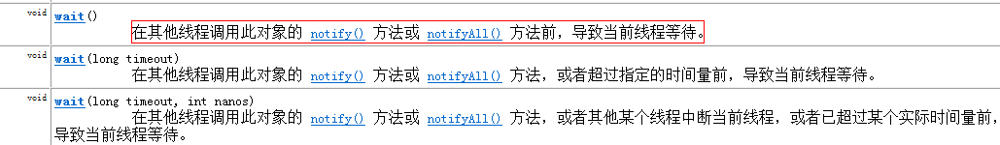 void wait()
在其他线程调用此对象的 notify() 方法或 notifyAll() 方法前，导致当前线程等待。
void wait(long timeout)
在其他线程调用此对象的 notify() 方法或 notifyAll() 方法，或者超过指定的时间量前，导致当前线程等待。
void wait(long timeout, int nanos)
在其他线程调用此对象的 notify() 方法或 notifyAll() 方法，或者其他某个线程中断当前线程，或者已超过某个实际时间量前，
导致当前线程等待。